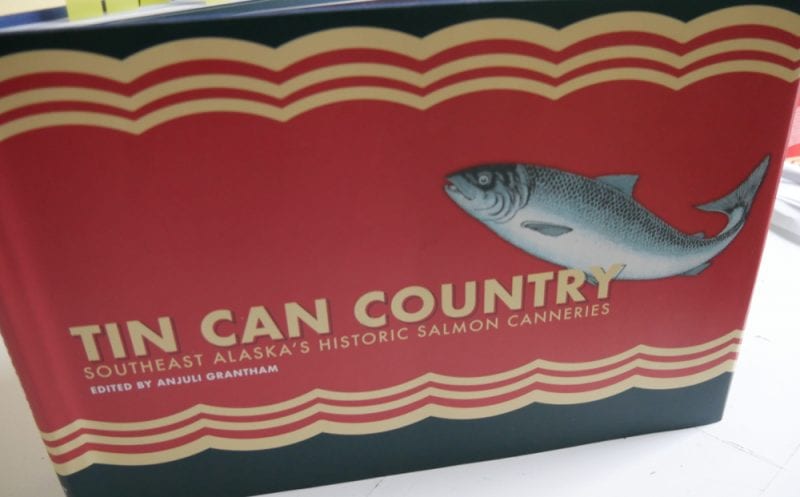 TIN CAN COUNTRY
SOUTHEAST ALASKA'S HISTORIC SALMON CANNERIES
EDITED BY ANJULI GRANTHAM